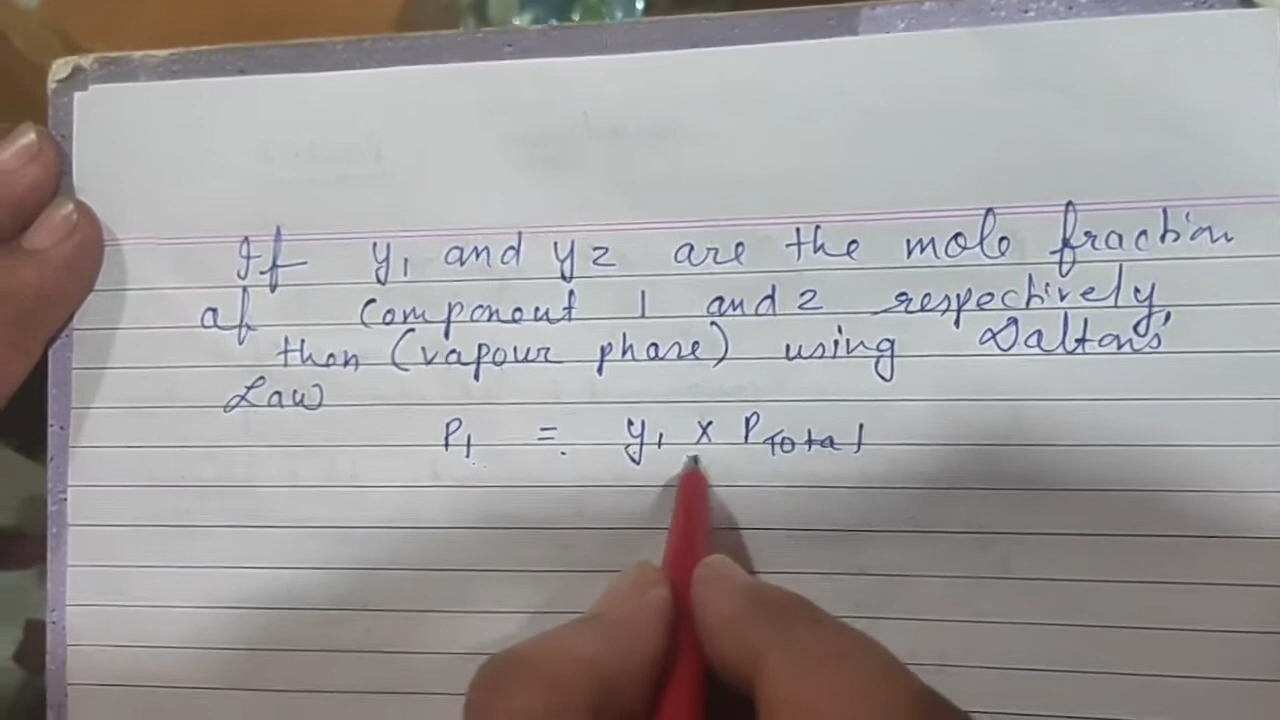 If y₁ and y2 are the mole fraction
of component 1 and 2 respectively,
then (vapour phase) using Dalton's
Law
P₁ = y₁ × P_Total